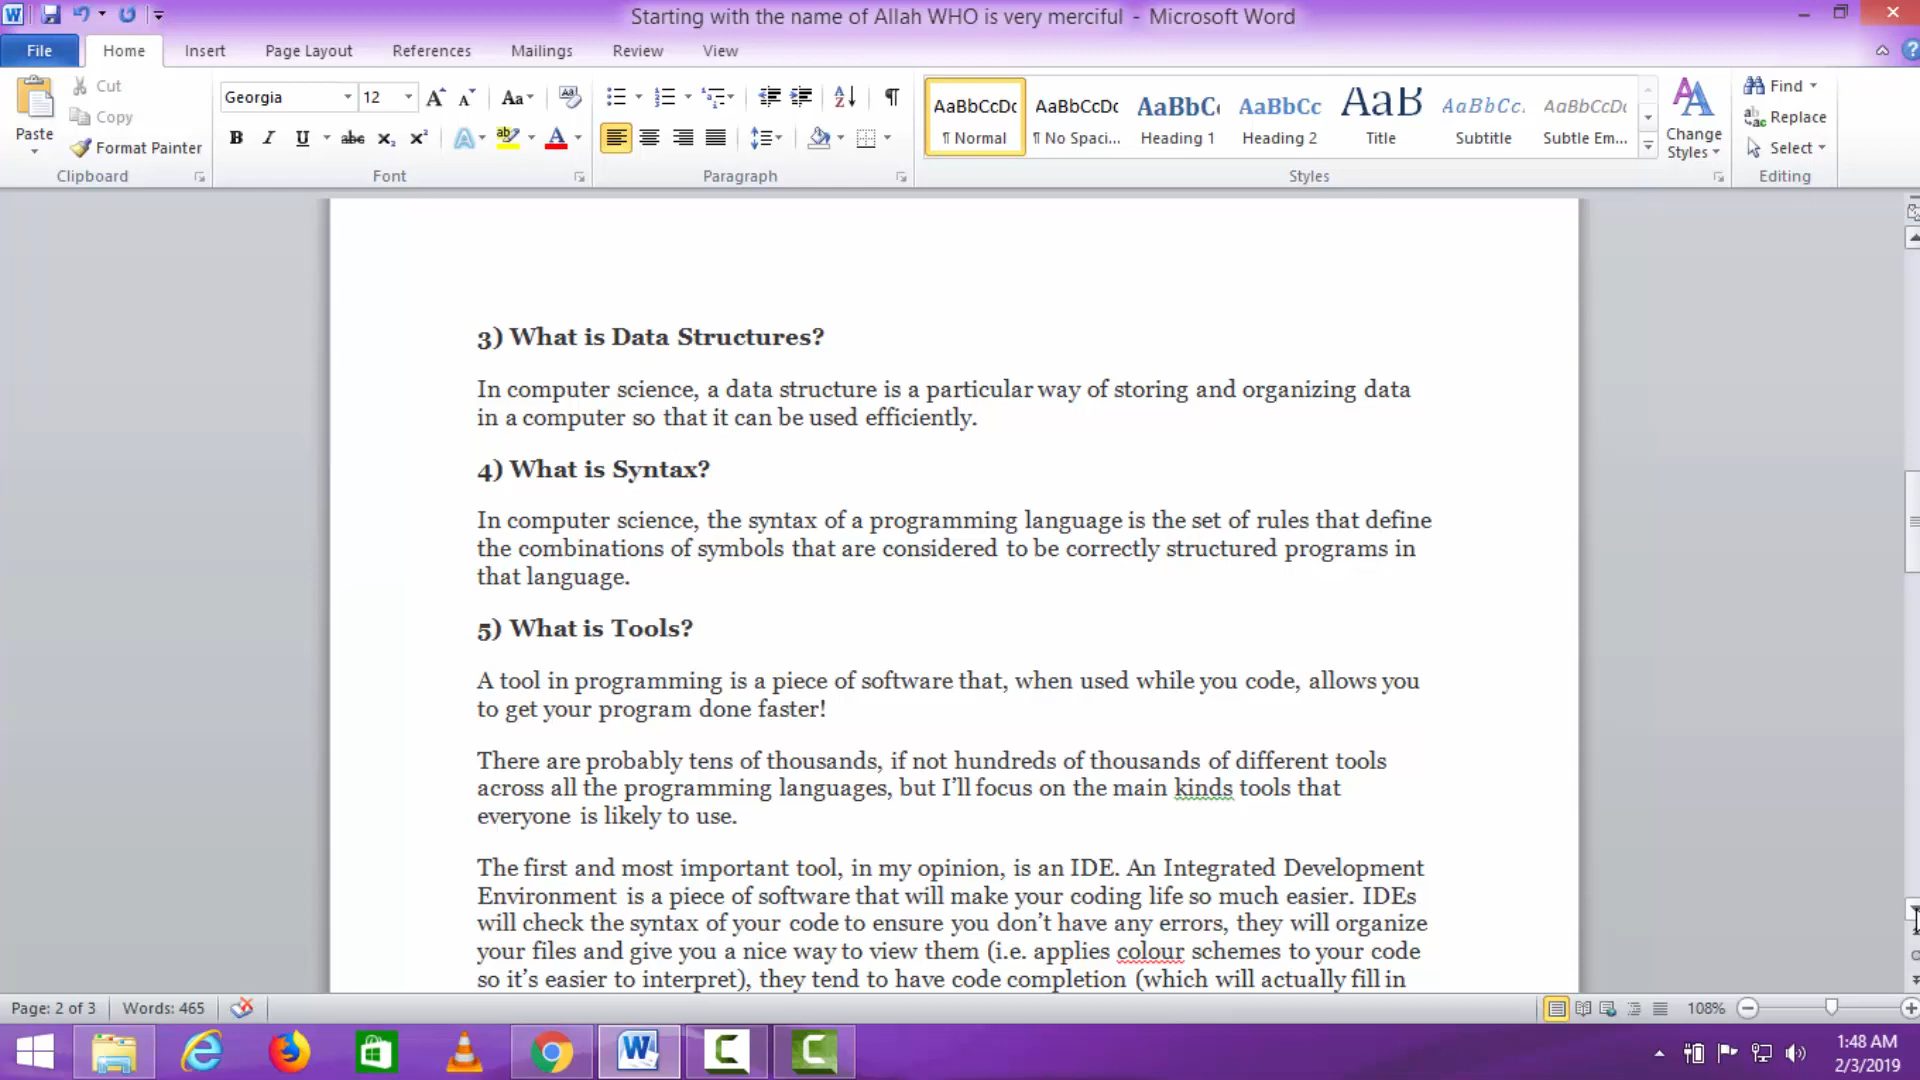 Starting with the name of Allah WHO is very merciful - Microsoft Word
File Home Insert Page Layout References Mailings Review View
Paste
Cut
Copy
Format Painter
Clipboard
Georgia 12
Font
Paragraph
AaBbCcDc AaBbCcDc AaBbC AaBbCc AaB AaBbCc. AaBbCcDc
¶ Normal ¶ No Spaci... Heading 1 Heading 2 Title Subtitle Subtle Em...
Change Styles
Styles
Find
Replace
Select
Editing
3) What is Data Structures?
In computer science, a data structure is a particular way of storing and organizing data
in a computer so that it can be used efficiently.
4) What is Syntax?
In computer science, the syntax of a programming language is the set of rules that define
the combinations of symbols that are considered to be correctly structured programs in
that language.
5) What is Tools?
A tool in programming is a piece of software that, when used while you code, allows you
to get your program done faster!
There are probably tens of thousands, if not hundreds of thousands of different tools
across all the programming languages, but I’ll focus on the main kinds tools that
everyone is likely to use.
The first and most important tool, in my opinion, is an IDE. An Integrated Development
Environment is a piece of software that will make your coding life so much easier. IDEs
will check the syntax of your code to ensure you don’t have any errors, they will organize
your files and give you a nice way to view them (i.e. applies colour schemes to your code
so it’s easier to interpret), they tend to have code completion (which will actually fill in
Page: 2 of 3 Words: 465 108%
1:48 AM
2/3/2019